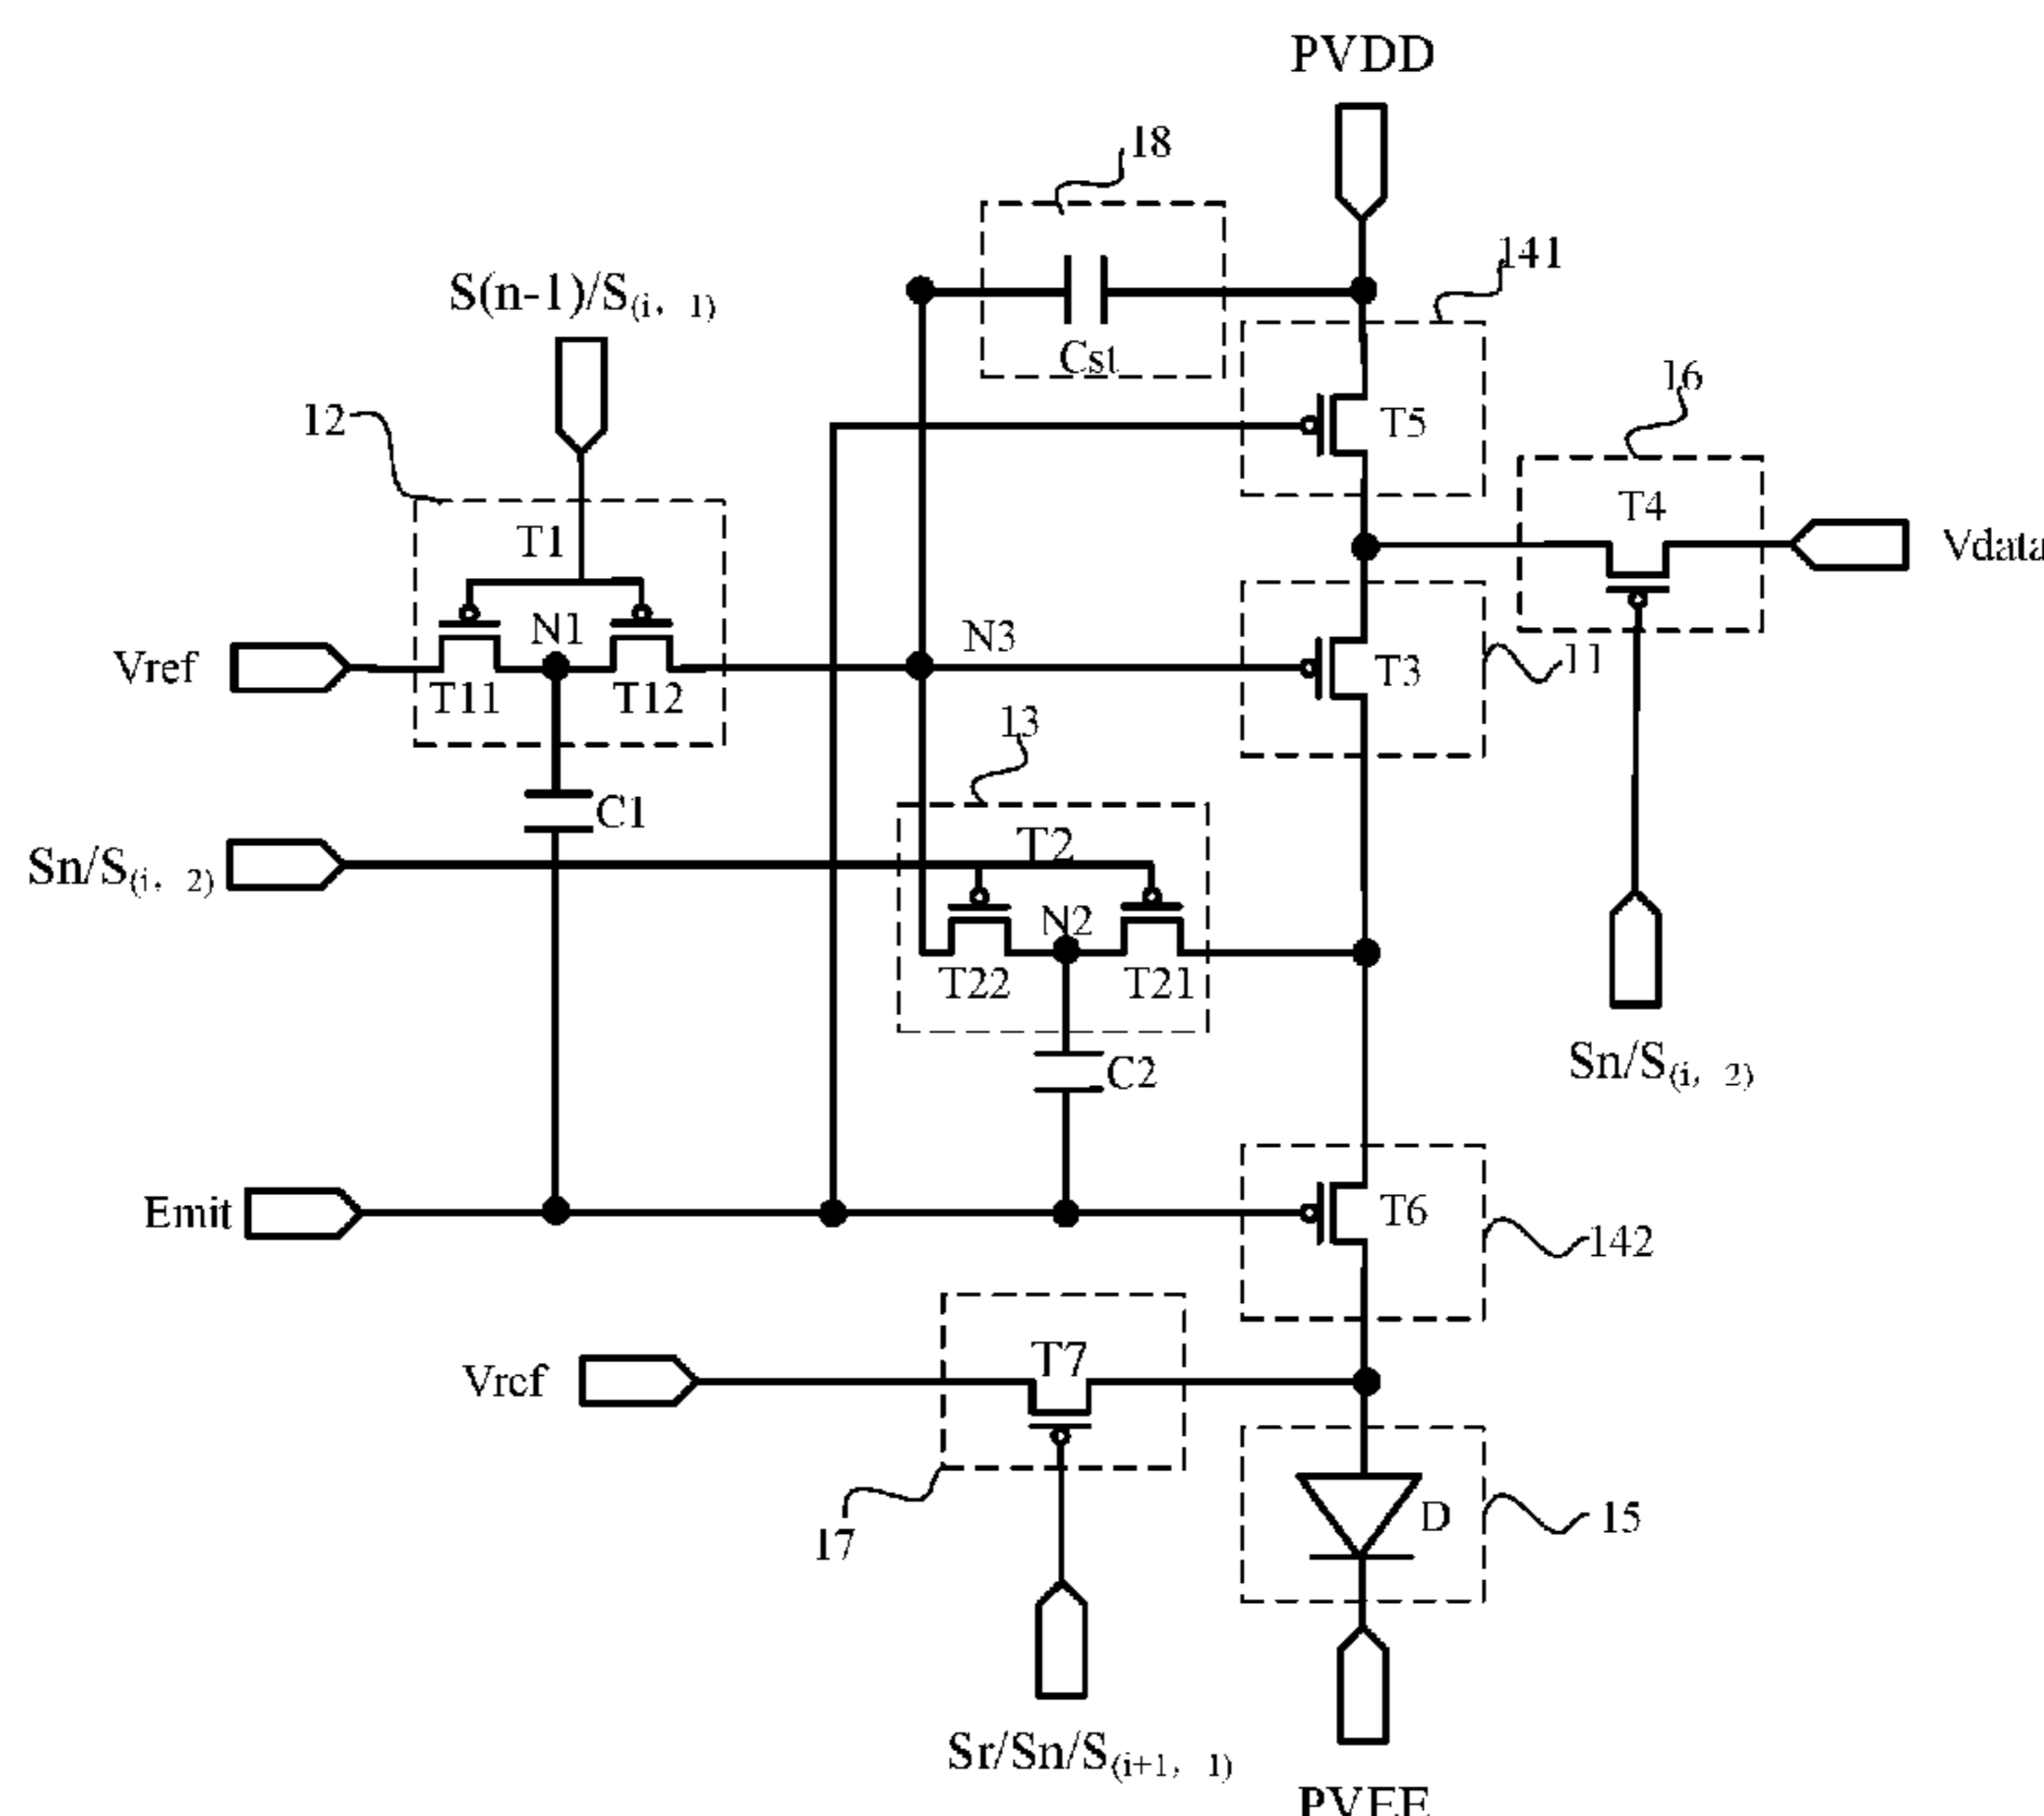 PVDD
18
141
S(n-1)/S(i, 1)
Cst
16
12
T5
T4
T1
Vdata
N1
N3
Vref
T11
T12
T3
11
13
C1
T2
Sn/S(i, 2)
N2
T22
T21
C2
Sn/S(i, 2)
Emit
T6
142
T7
Vref
D
15
17
Sr/Sn/S(i+1, 1)
PVEE